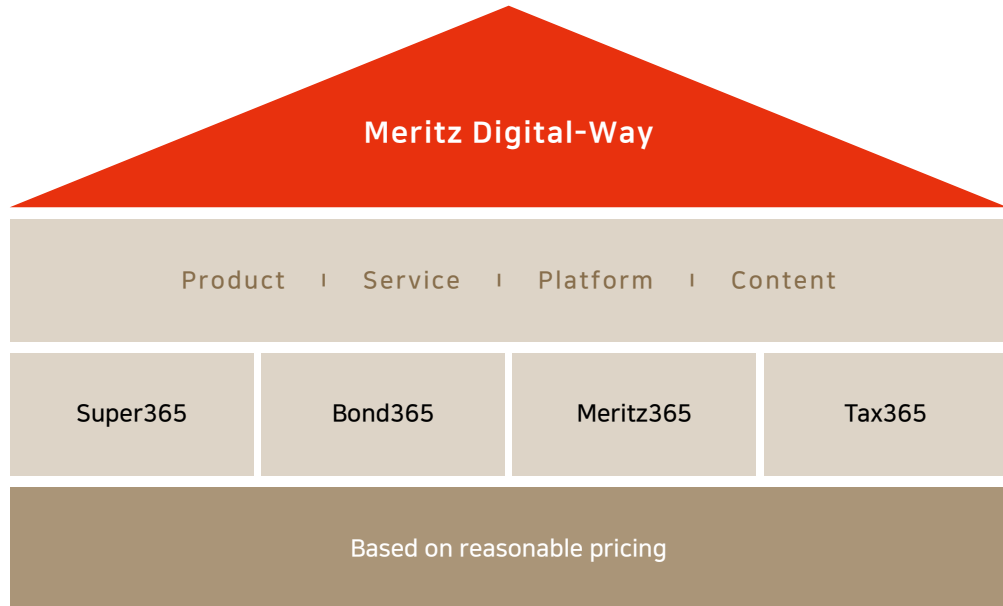 Meritz Digital-Way
Product ı Service ı Platform ı Content
Super365 Bond365 Meritz365 Tax365
Based on reasonable pricing